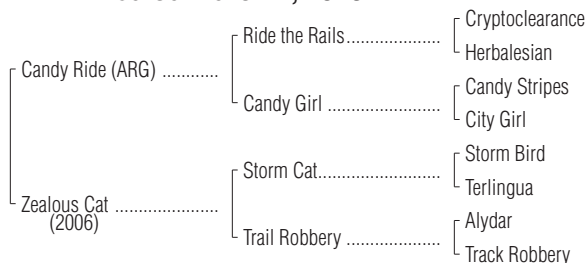 Cryptoclearance
Ride the Rails
Herbalesian
Candy Ride (ARG)
Candy Stripes
Candy Girl
City Girl
Storm Bird
Storm Cat
Terlingua
Zealous Cat
(2006)
Alydar
Trail Robbery
Track Robbery